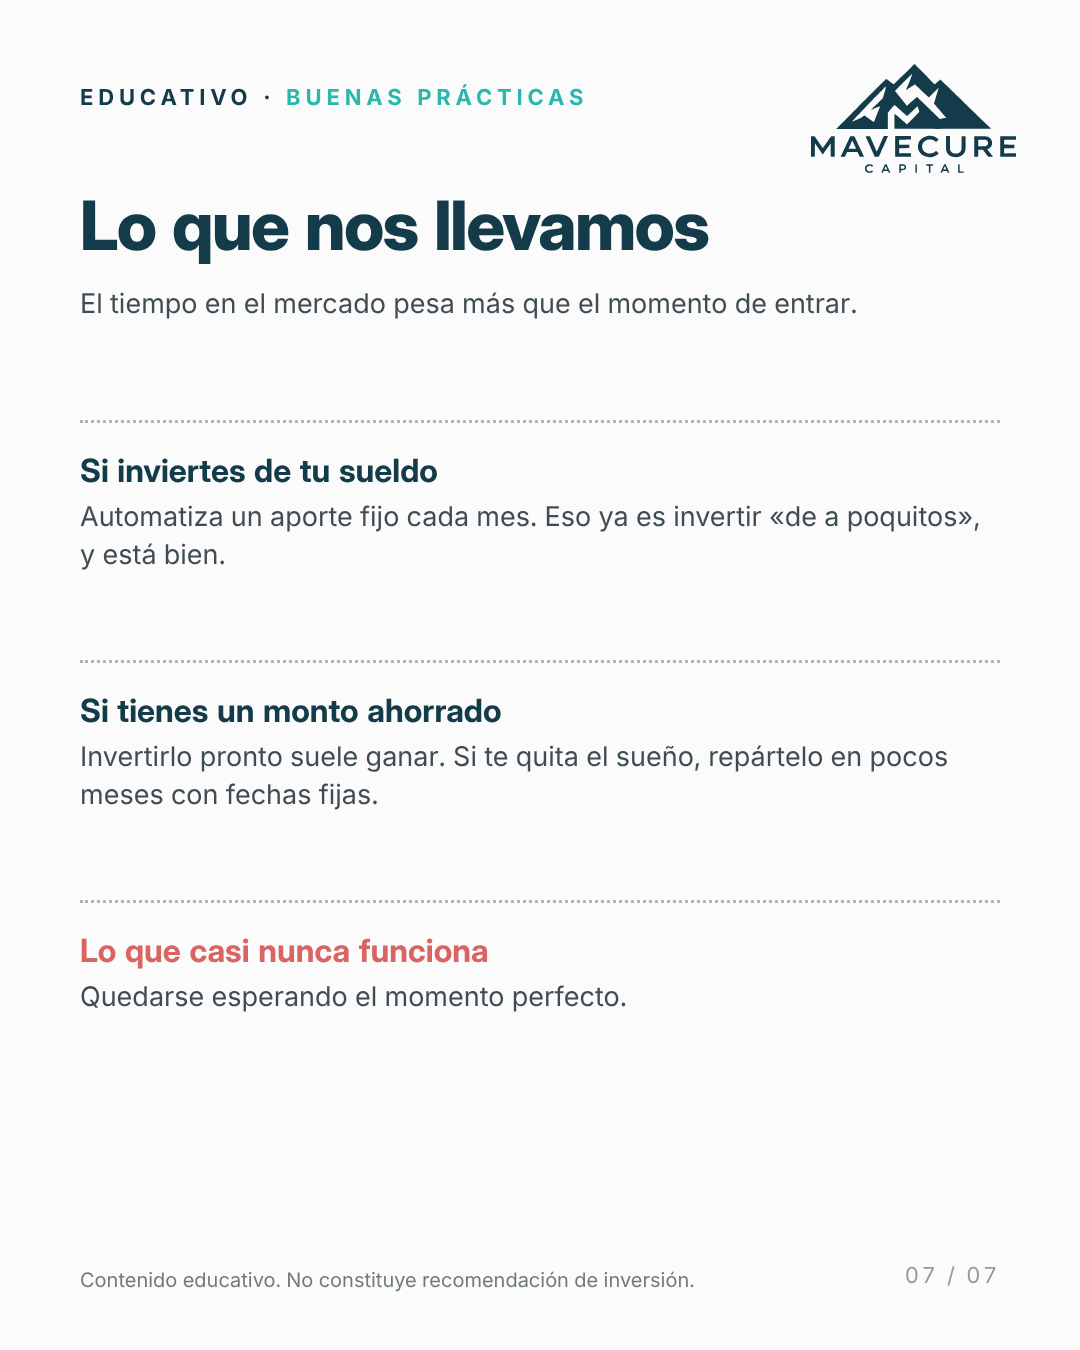 EDUCATIVO · BUENAS PRÁCTICAS
MAVECURE
CAPITAL
Lo que nos llevamos
El tiempo en el mercado pesa más que el momento de entrar.
Si inviertes de tu sueldo
Automatiza un aporte fijo cada mes. Eso ya es invertir «de a poquitos»,
y está bien.
Si tienes un monto ahorrado
Invertirlo pronto suele ganar. Si te quita el sueño, repártelo en pocos
meses con fechas fijas.
Lo que casi nunca funciona
Quedarse esperando el momento perfecto.
Contenido educativo. No constituye recomendación de inversión.
07 / 07